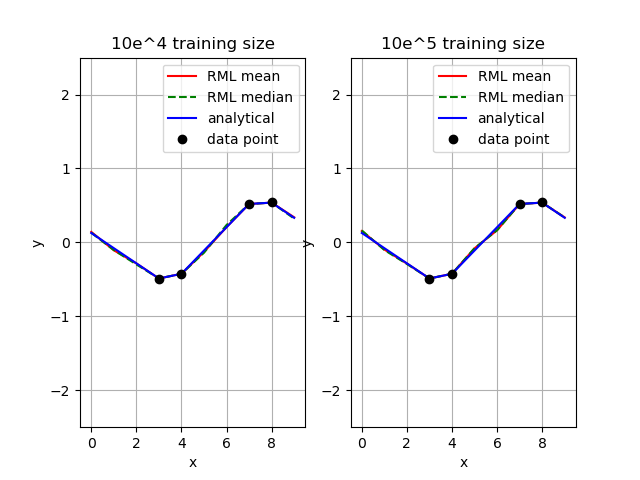 10e^4 training size
10e^5 training size
RML mean
RML median
analytical
data point
RML mean
RML median
analytical
data point
2
1
0
−1
−2
y
0
2
4
6
8
x
2
1
0
−1
−2
y
0
2
4
6
8
x